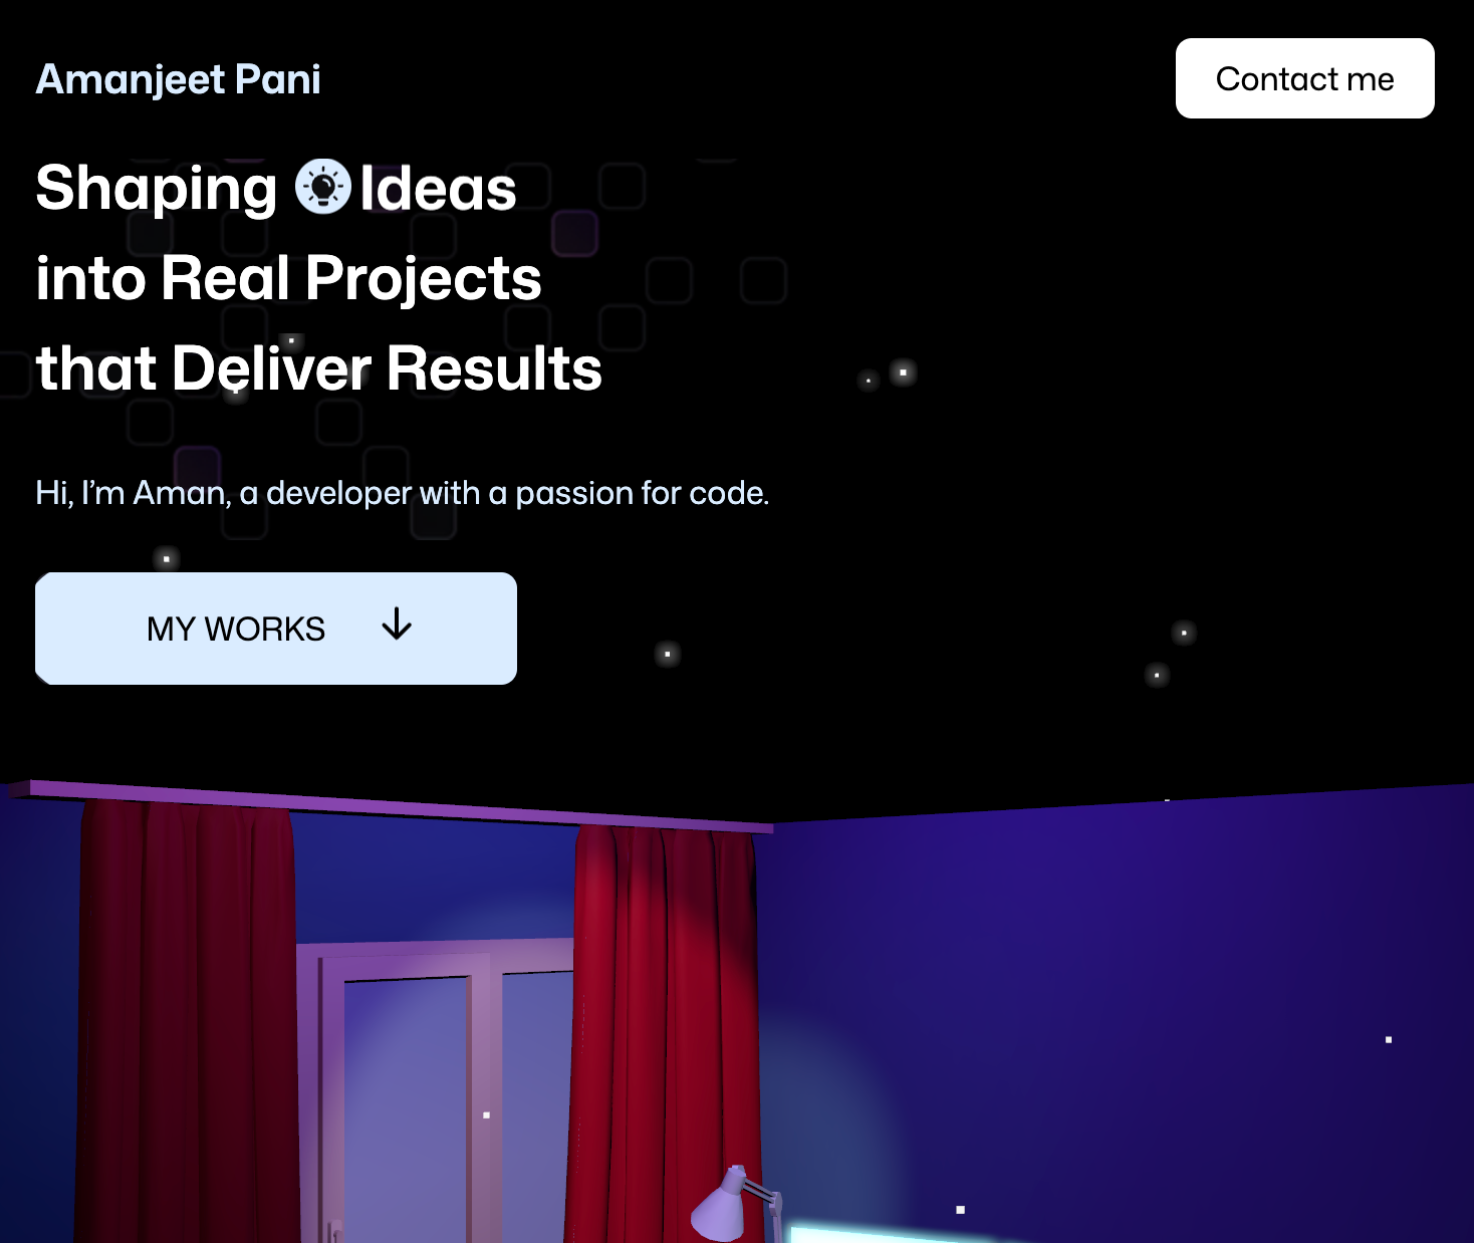 Amanjeet Pani
Contact me
Shaping Ideas
into Real Projects
that Deliver Results
Hi, I’m Aman, a developer with a passion for code.
MY WORKS